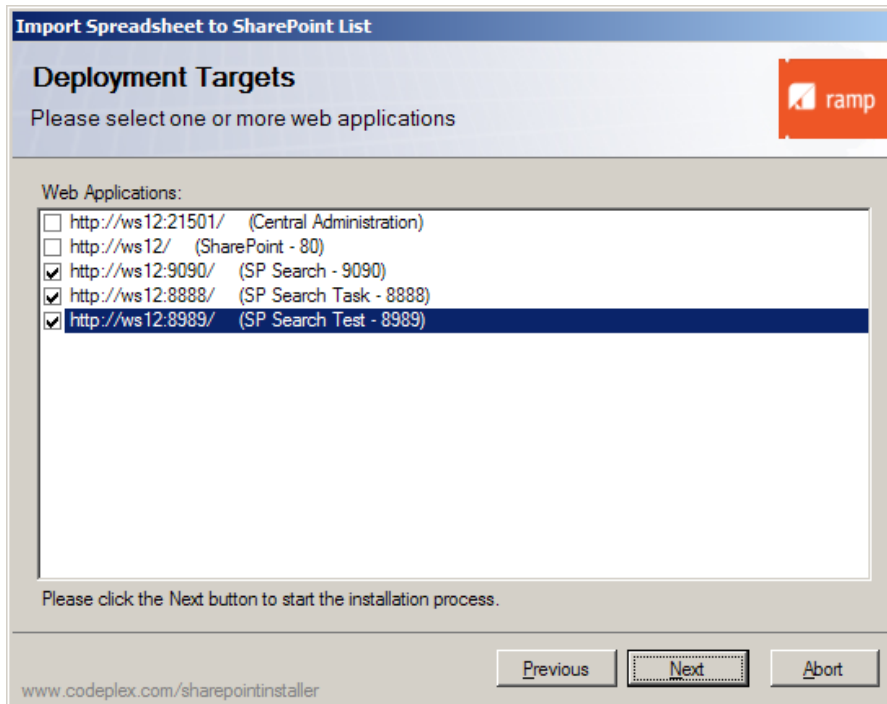 Import Spreadsheet to SharePoint List
Deployment Targets
Please select one or more web applications
ramp
Web Applications:
http://ws12:21501/ (Central Administration)
http://ws12/ (SharePoint - 80)
http://ws12:9090/ (SP Search - 9090)
http://ws12:8888/ (SP Search Task - 8888)
http://ws12:8989/ (SP Search Test - 8989)
Please click the Next button to start the installation process.
Previous Next Abort
www.codeplex.com/sharepointinstaller